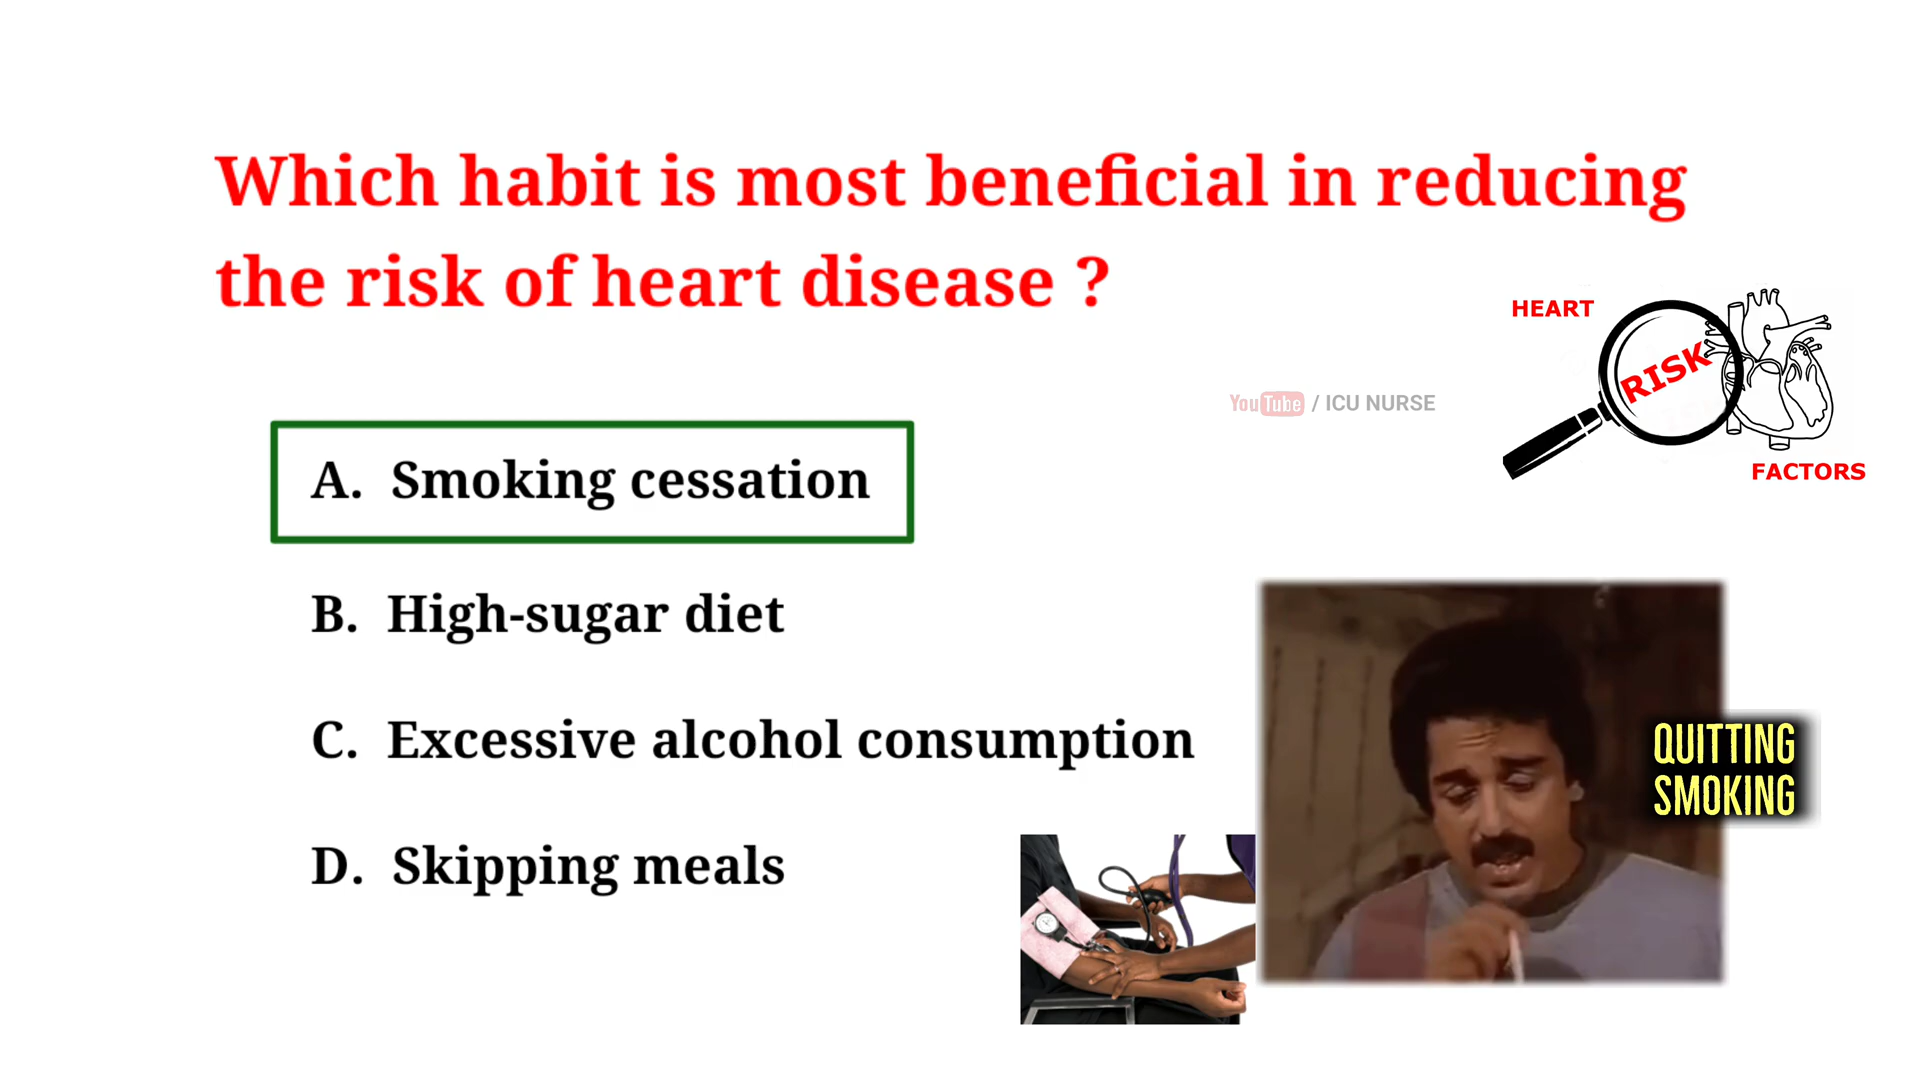 Which habit is most beneficial in reducing
the risk of heart disease ?
HEART
RISK
FACTORS
YouTube / ICU NURSE
A. Smoking cessation
B. High-sugar diet
C. Excessive alcohol consumption
D. Skipping meals
QUITTING
SMOKING